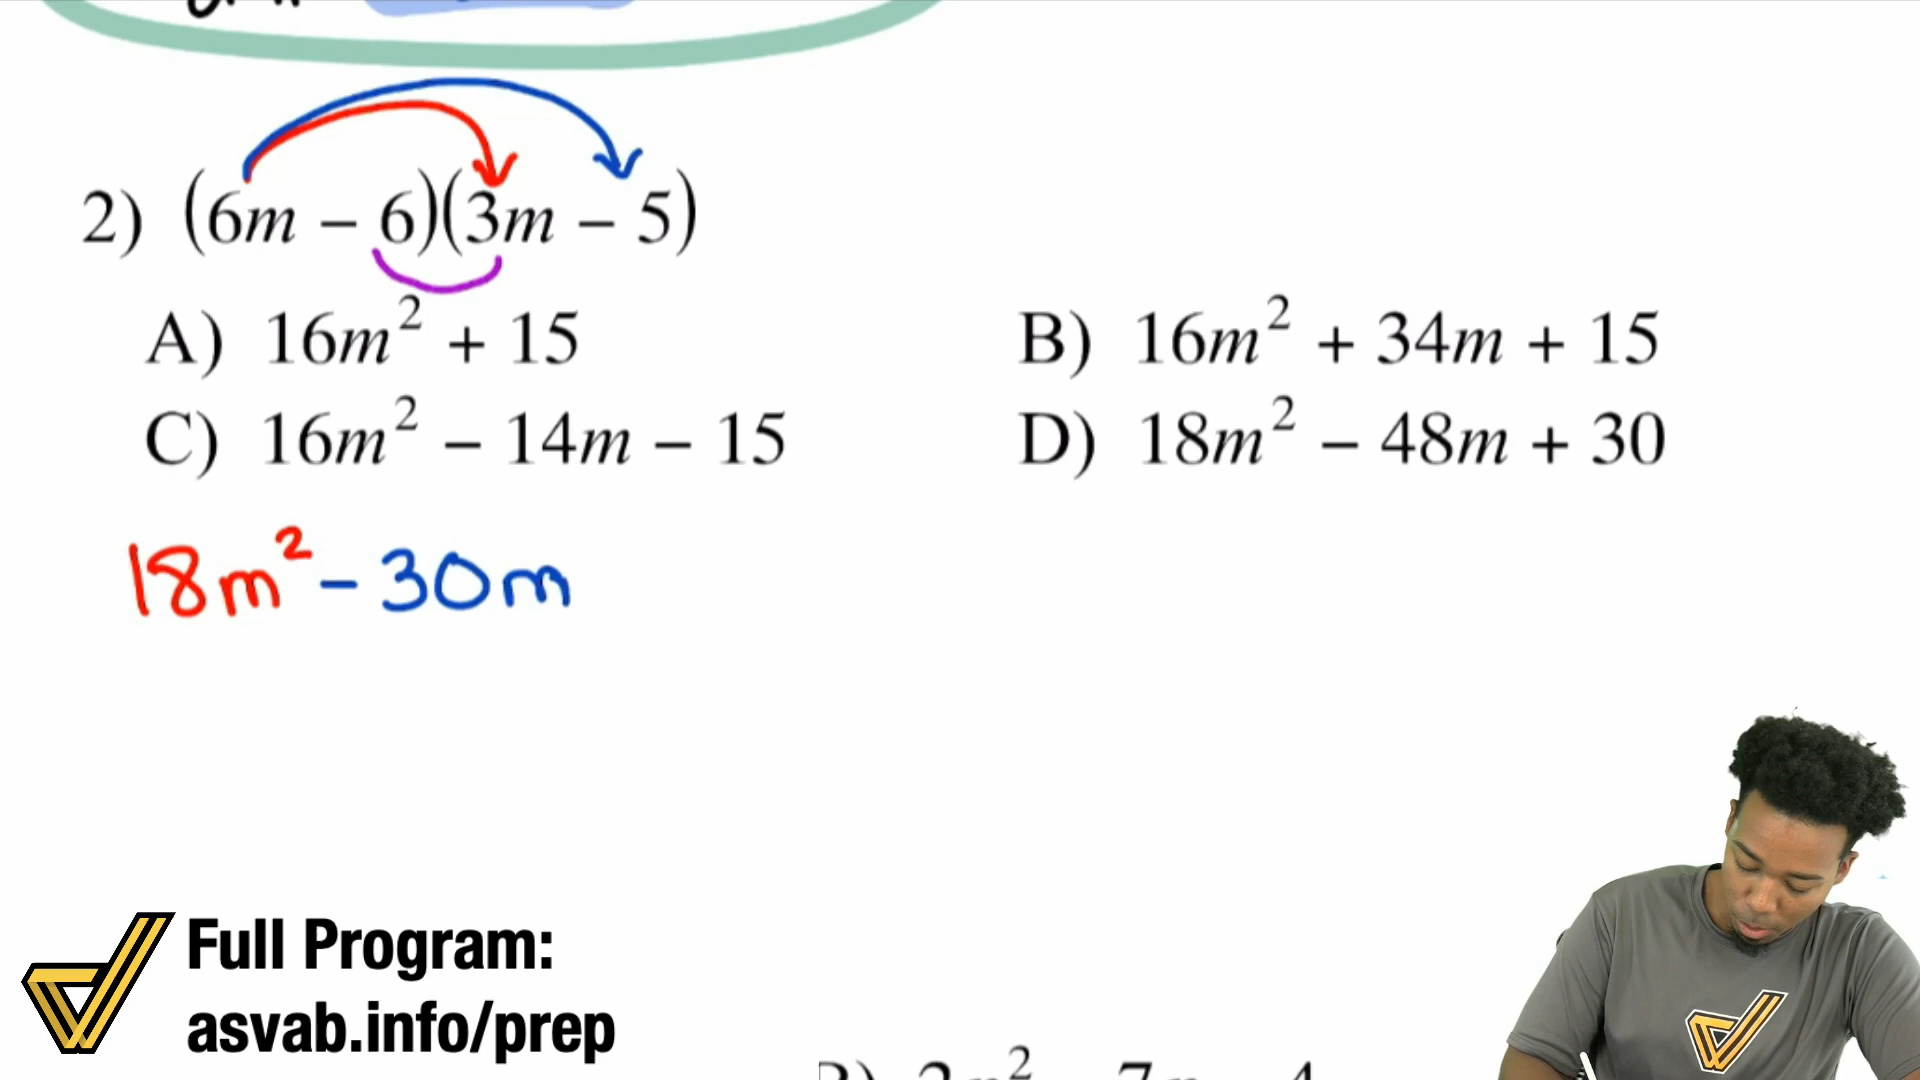 2) (6m – 6)(3m – 5)
A) 16m² + 15
B) 16m² + 34m + 15
C) 16m² – 14m – 15
D) 18m² – 48m + 30
18m² - 30m
Full Program:
asvab.info/prep